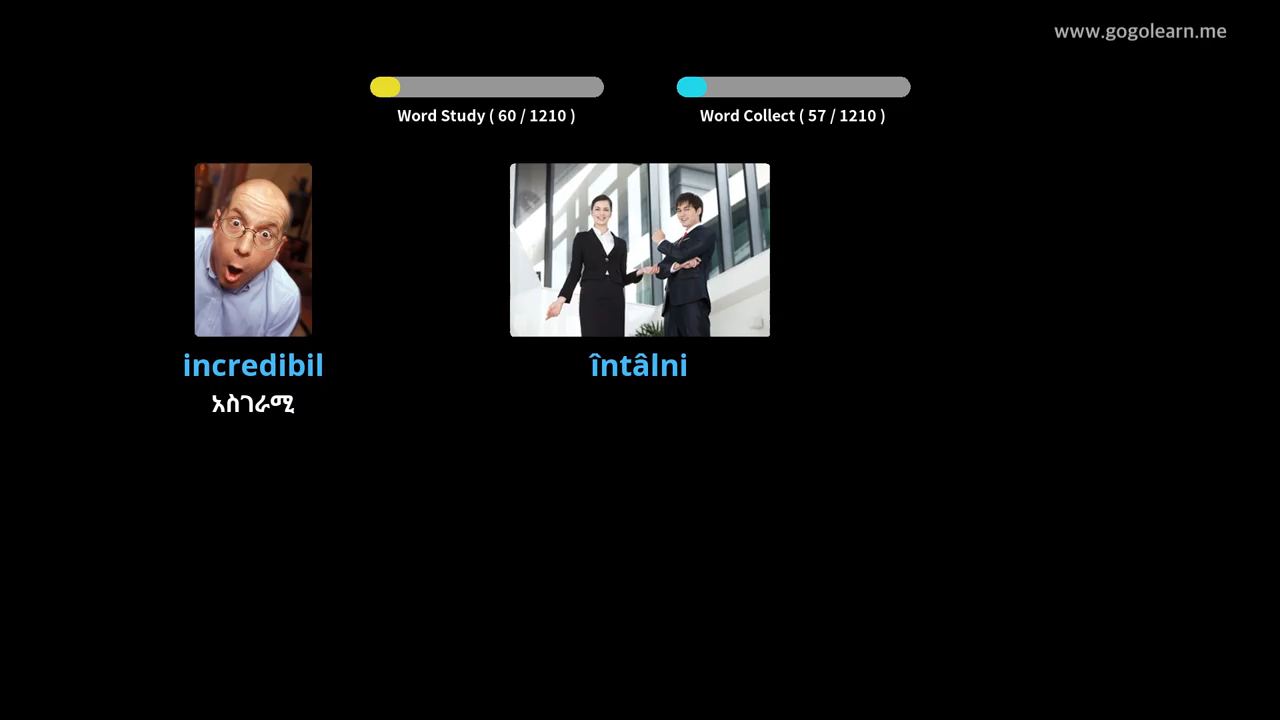 www.gogolearn.me
Word Study ( 60 / 1210 )
Word Collect ( 57 / 1210 )
incredibil
አስገራሚ
întâlni